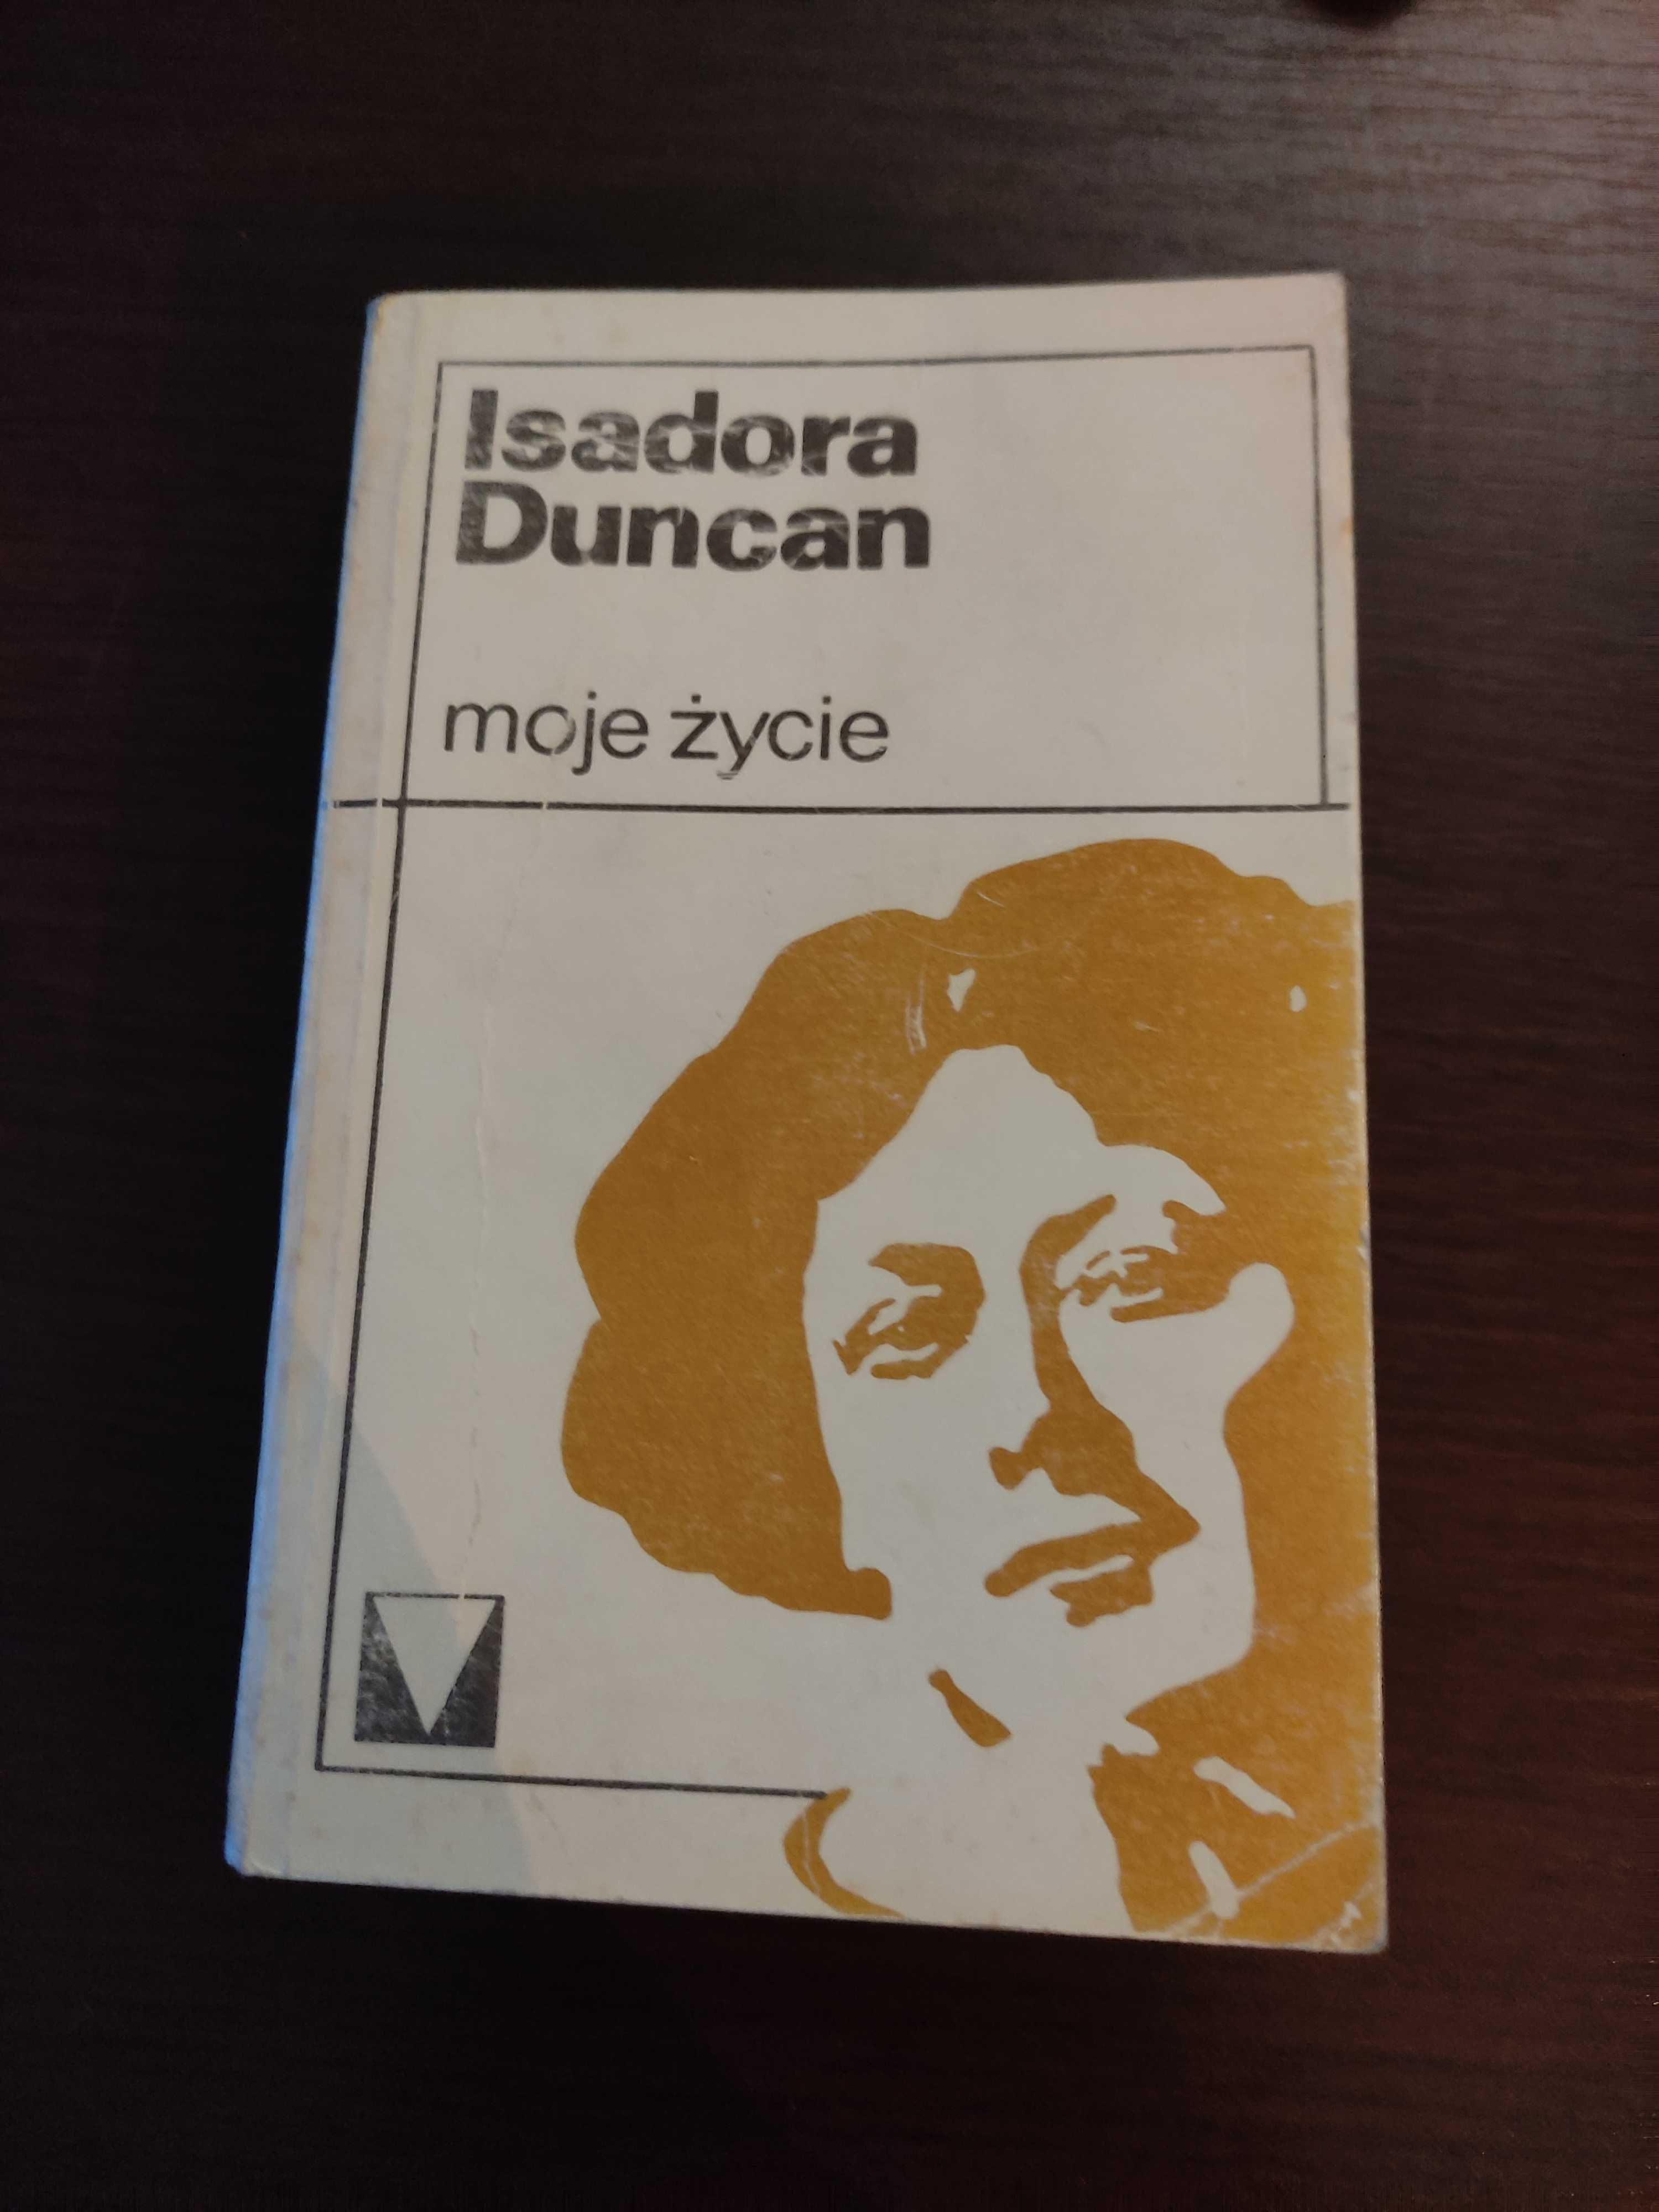 Isadora
Duncan
moje życie